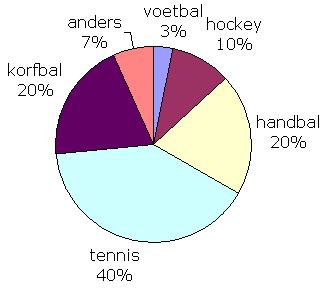 voetbal
3%
hockey
10%
handbal
20%
tennis
40%
korfbal
20%
anders
7%